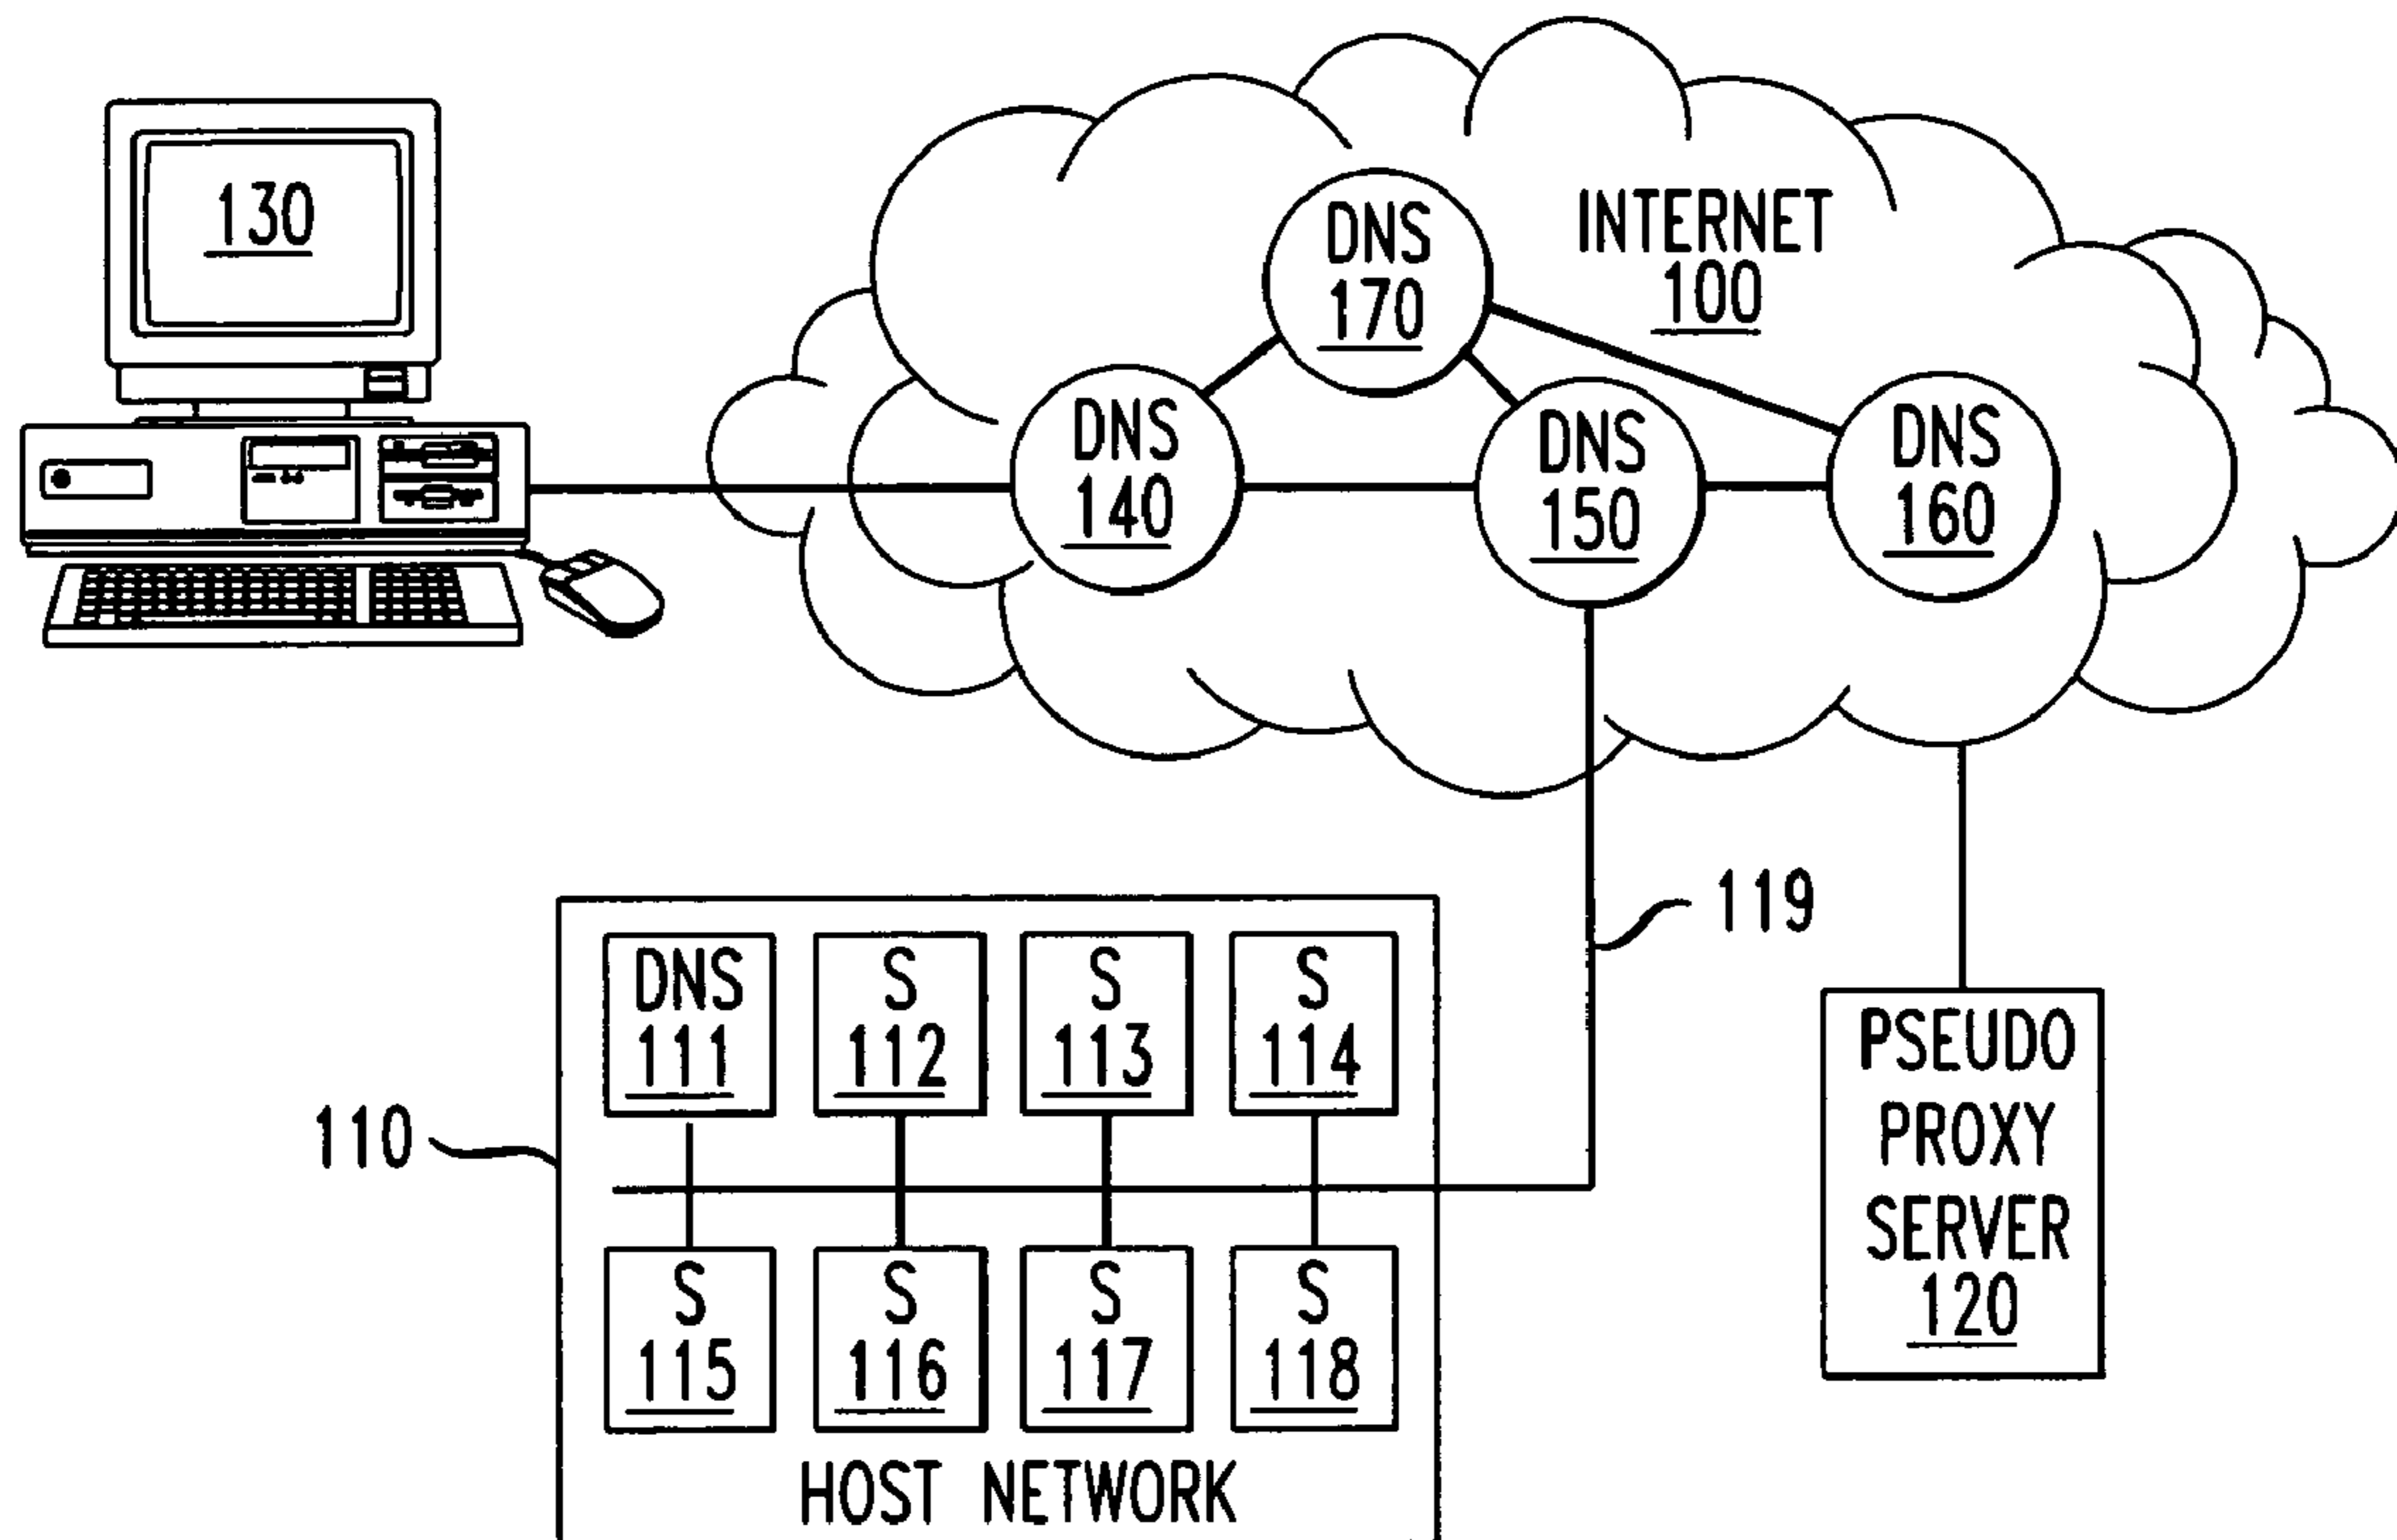 130
INTERNET
100
DNS
170
DNS
140
DNS
150
DNS
160
119
110
DNS
111
S
112
S
113
S
114
S
115
S
116
S
117
S
118
HOST NETWORK
PSEUDO
PROXY
SERVER
120